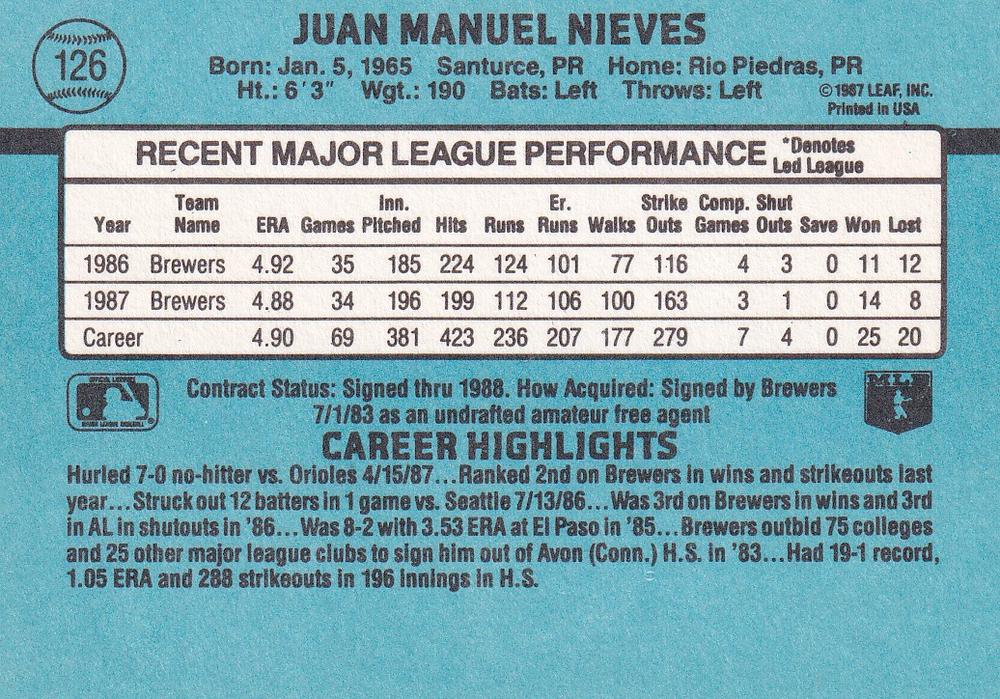 126
JUAN MANUEL NIEVES
Born: Jan. 5, 1965 Santurce, PR Home: Rio Piedras, PR
Ht.: 6'3" Wgt.: 190 Bats: Left Throws: Left
©1987 LEAF, INC.
Printed in USA
RECENT MAJOR LEAGUE PERFORMANCE *Denotes
Led League
Year Team Name ERA Games Inn. Pitched Hits Runs Er. Runs Walks Strike Outs Comp. Games Shut Outs Save Won Lost
1986 Brewers 4.92 35 185 224 124 101 77 116 4 3 0 11 12
1987 Brewers 4.88 34 196 199 112 106 100 163 3 1 0 14 8
Career 4.90 69 381 423 236 207 177 279 7 4 0 25 20
OFFICIAL LICENSEE
MAJOR LEAGUE BASEBALL
Contract Status: Signed thru 1988. How Acquired: Signed by Brewers
7/1/83 as an undrafted amateur free agent
MLB
CAREER HIGHLIGHTS
Hurled 7-0 no-hitter vs. Orioles 4/15/87...Ranked 2nd on Brewers in wins and strikeouts last
year...Struck out 12 batters in 1 game vs. Seattle 7/13/86...Was 3rd on Brewers in wins and 3rd
in AL in shutouts in '86...Was 8-2 with 3.53 ERA at El Paso in '85...Brewers outbid 75 colleges
and 25 other major league clubs to sign him out of Avon (Conn.) H.S. in '83...Had 19-1 record,
1.05 ERA and 288 strikeouts in 196 innings in H.S.